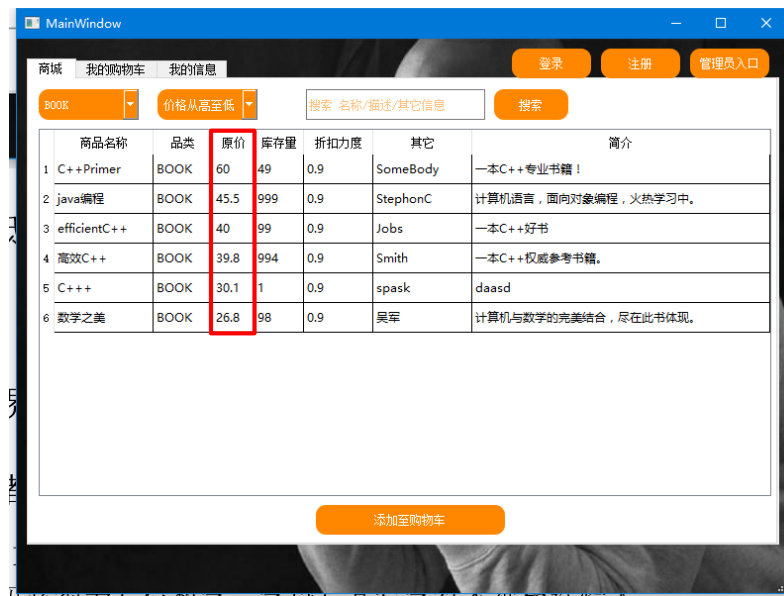 MainWindow
登录 注册 管理员入口
商城 我的购物车 我的信息
BOOK 价格从高至低 搜索 名称/描述/其它信息 搜索
商品名称 品类 原价 库存量 折扣力度 其它 简介
1 C++Primer BOOK 60 49 0.9 SomeBody 一本C++专业书籍！
2 java编程 BOOK 45.5 999 0.9 StephonC 计算机语言，面向对象编程，火热学习中。
3 efficientC++ BOOK 40 99 0.9 Jobs 一本C++好书
4 高效C++ BOOK 39.8 994 0.9 Smith 一本C++权威参考书籍。
5 C+++ BOOK 30.1 1 0.9 spask daasd
6 数学之美 BOOK 26.8 98 0.9 吴军 计算机与数学的完美结合，尽在此书体现。
添加至购物车